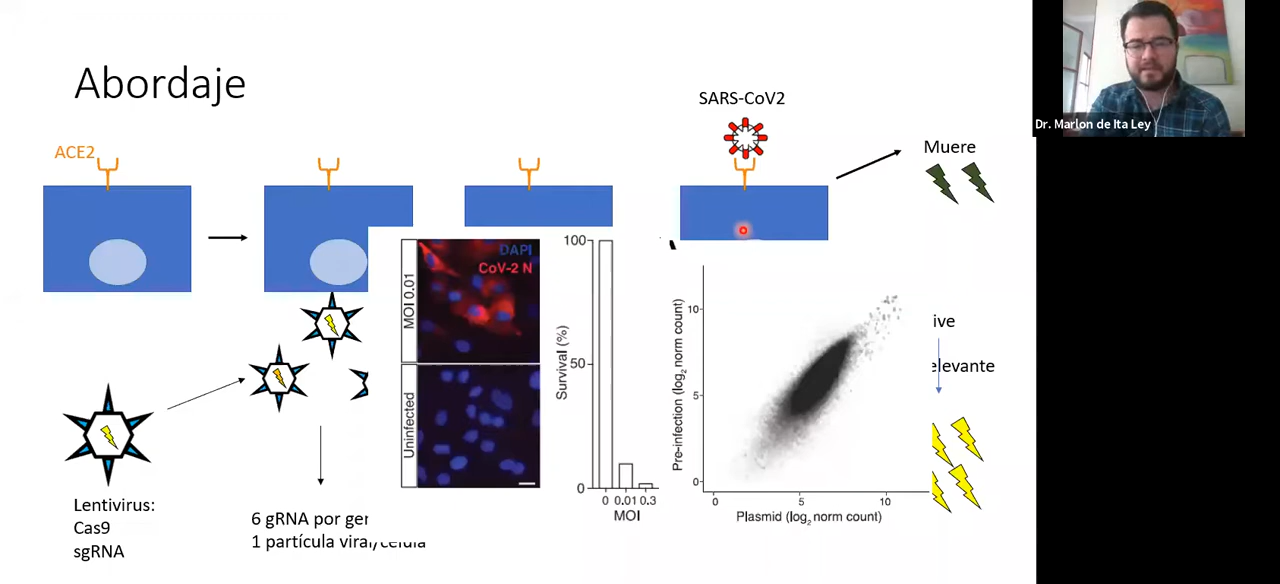 Abordaje
SARS-CoV2
Dr. Marlon de Ita Ley
ACE2
Muere
MOI 0.01
DAPI
CoV-2 N
Uninfected
Survival (%)
100
50
0
0 0.01 0.3
MOI
Pre-infection (log2 norm count)
10
5
0
0 5 10
Plasmid (log2 norm count)
ive
elevante
Lentivirus:
Cas9
sgRNA
6 gRNA por ger
1 partícula viral/célula